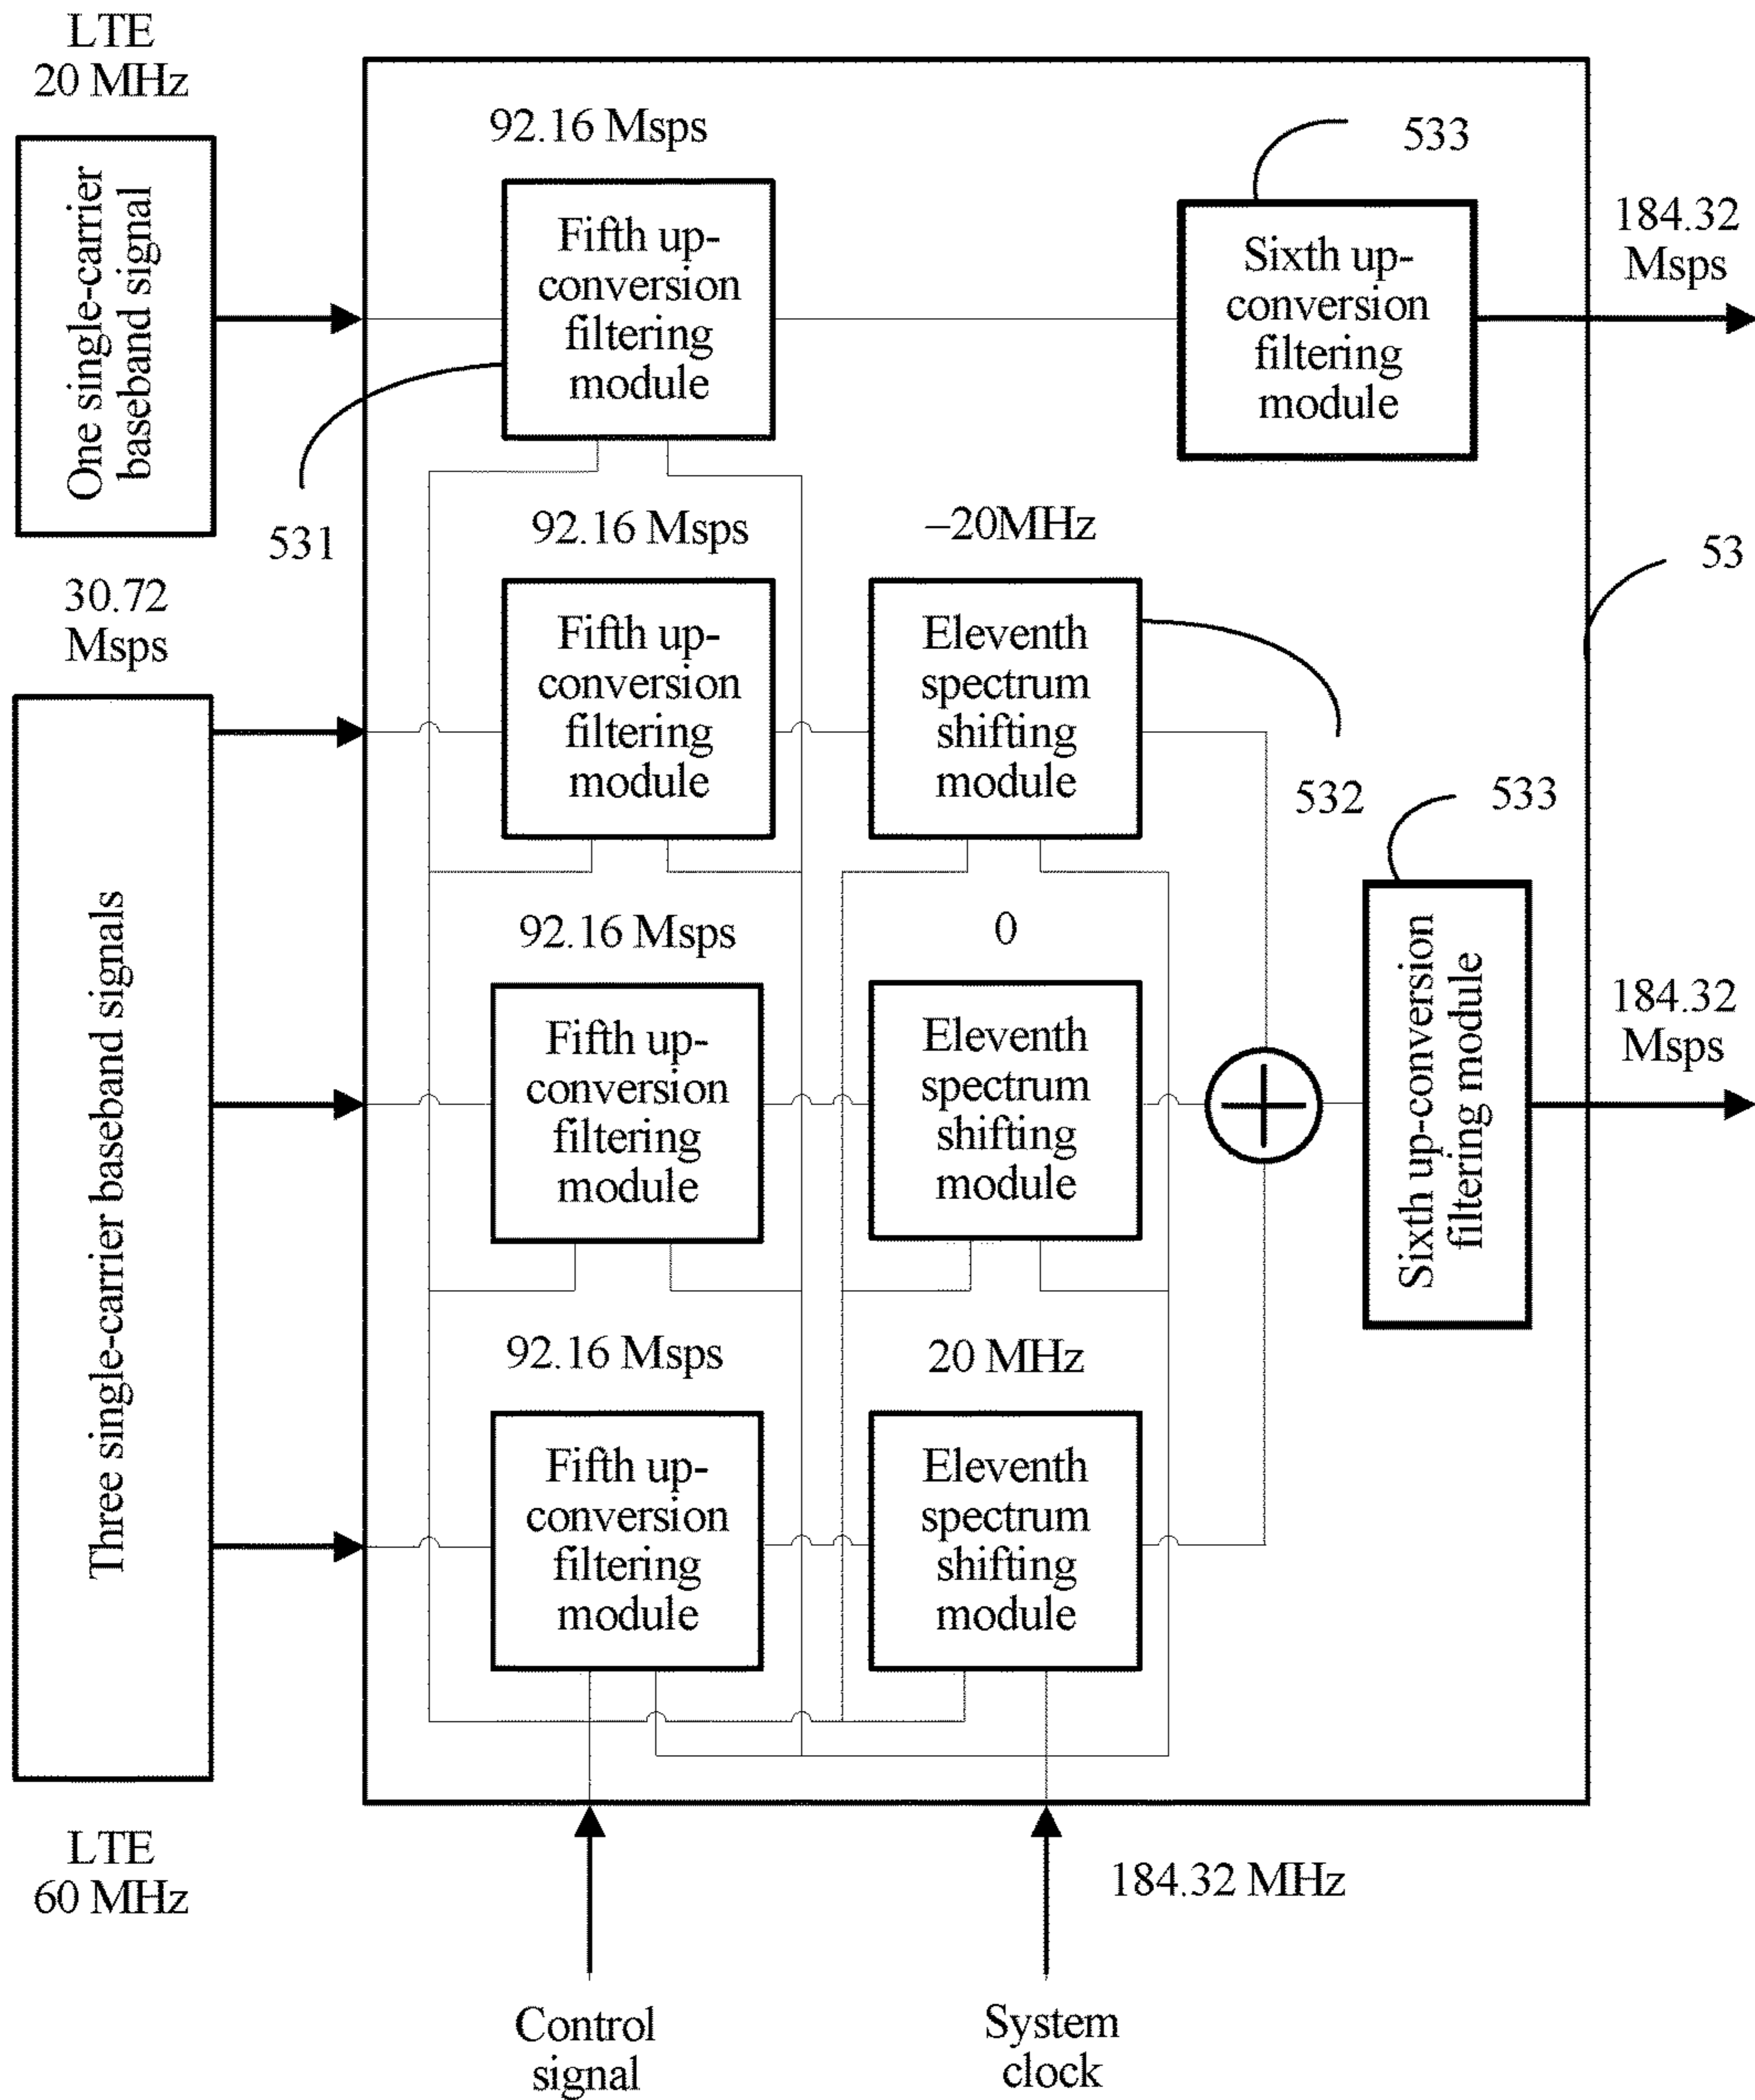 LTE
20 MHz
One single-carrier
baseband signal
30.72
Msps
Three single-carrier baseband signals
LTE
60 MHz
92.16 Msps
Fifth up-
conversion
filtering
module
531
533
Sixth up-
conversion
filtering
module
184.32
Msps
92.16 Msps
Fifth up-
conversion
filtering
module
–20MHz
Eleventh
spectrum
shifting
module
532
53
533
92.16 Msps
Fifth up-
conversion
filtering
module
0
Eleventh
spectrum
shifting
module
Sixth up-conversion
filtering module
184.32
Msps
92.16 Msps
Fifth up-
conversion
filtering
module
20 MHz
Eleventh
spectrum
shifting
module
184.32 MHz
Control
signal
System
clock